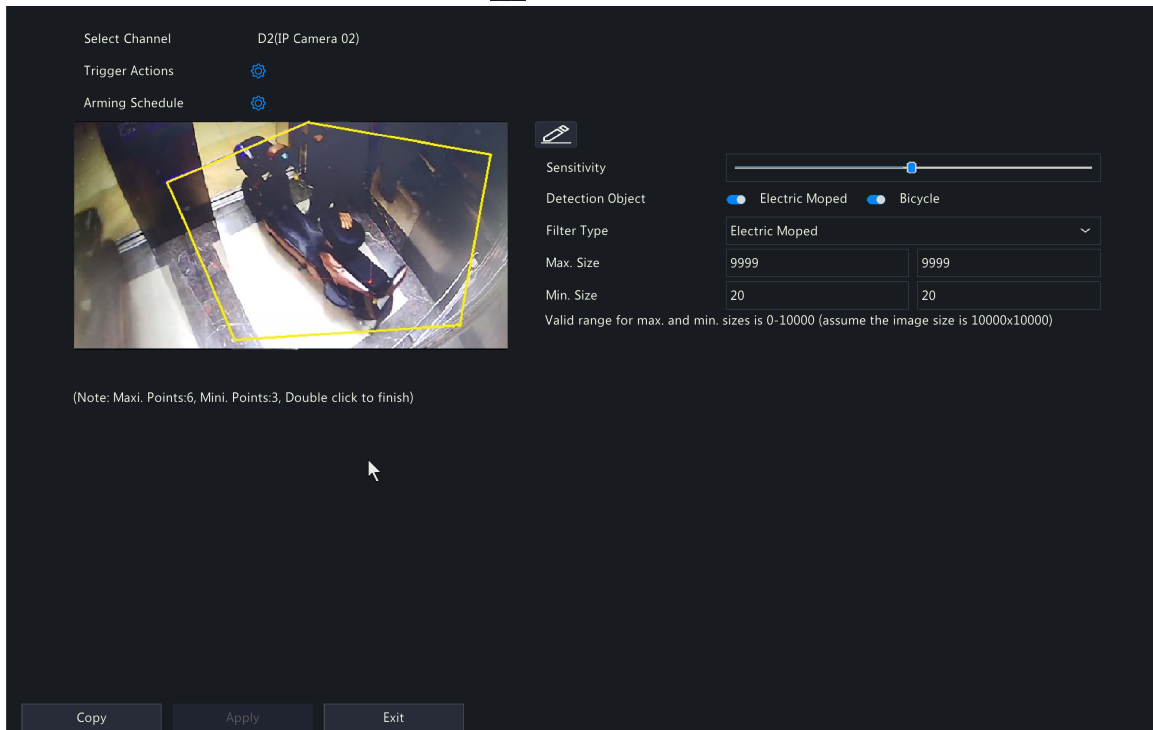 Select Channel D2(IP Camera 02)
Trigger Actions
Arming Schedule
Sensitivity
Detection Object Electric Moped Bicycle
Filter Type Electric Moped
Max. Size 9999 9999
Min. Size 20 20
Valid range for max. and min. sizes is 0-10000 (assume the image size is 10000x10000)
(Note: Maxi. Points:6, Mini. Points:3, Double click to finish)
Copy Apply Exit